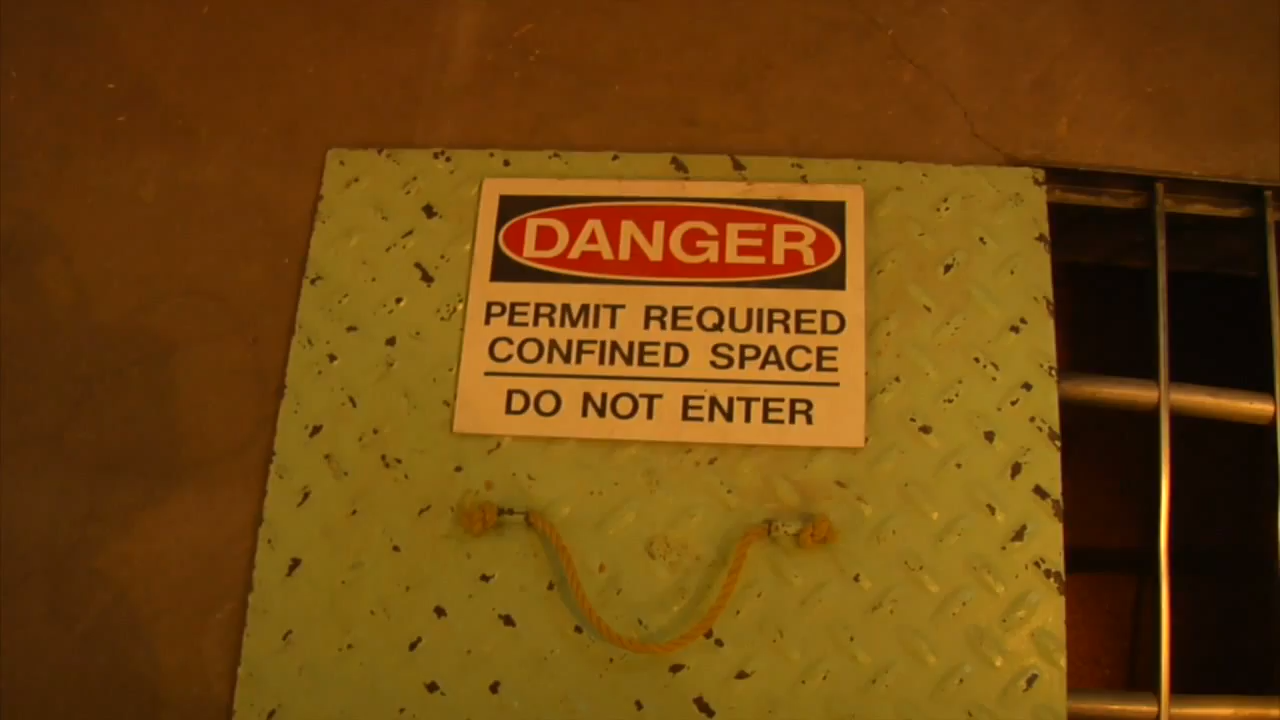 DANGER
PERMIT REQUIRED
CONFINED SPACE
DO NOT ENTER